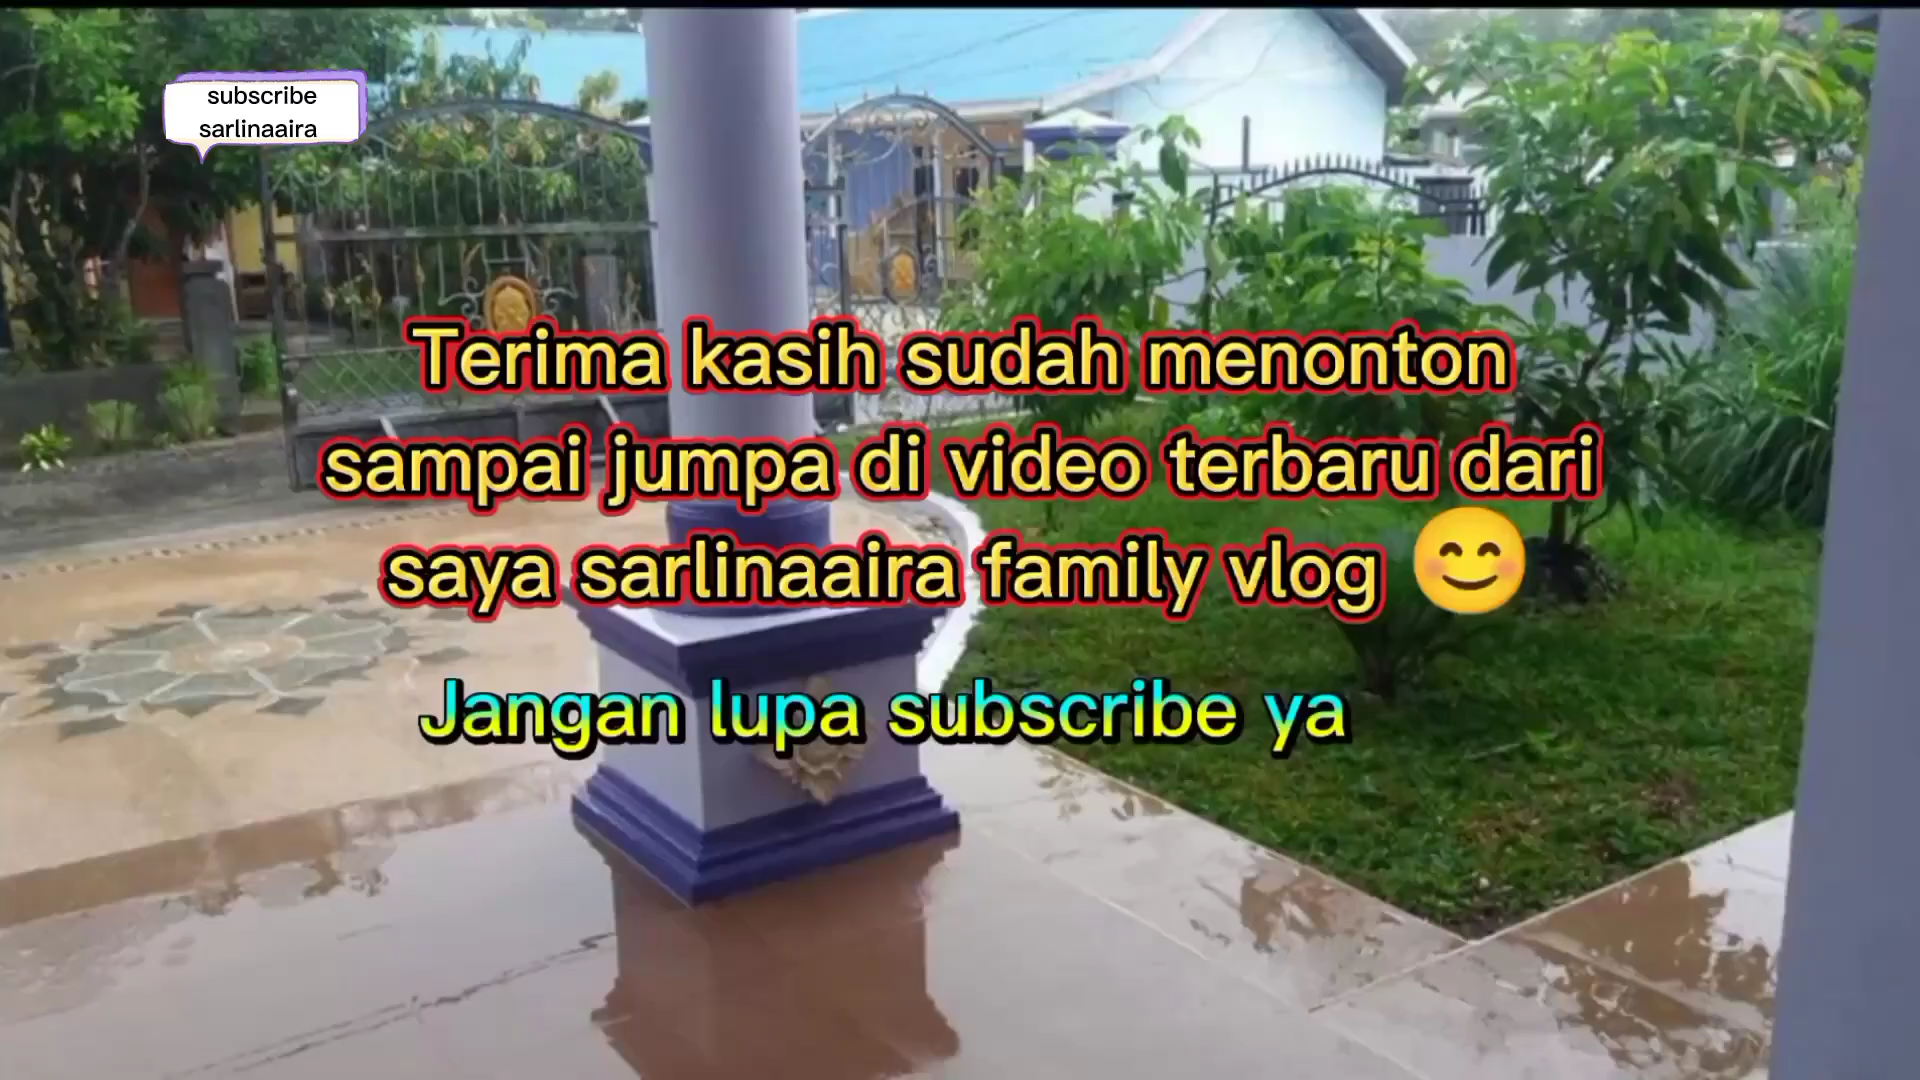 subscribe
sarlinaaira
Terima kasih sudah menonton
sampai jumpa di video terbaru dari
saya sarlinaaira family vlog 😊
Jangan lupa subscribe ya